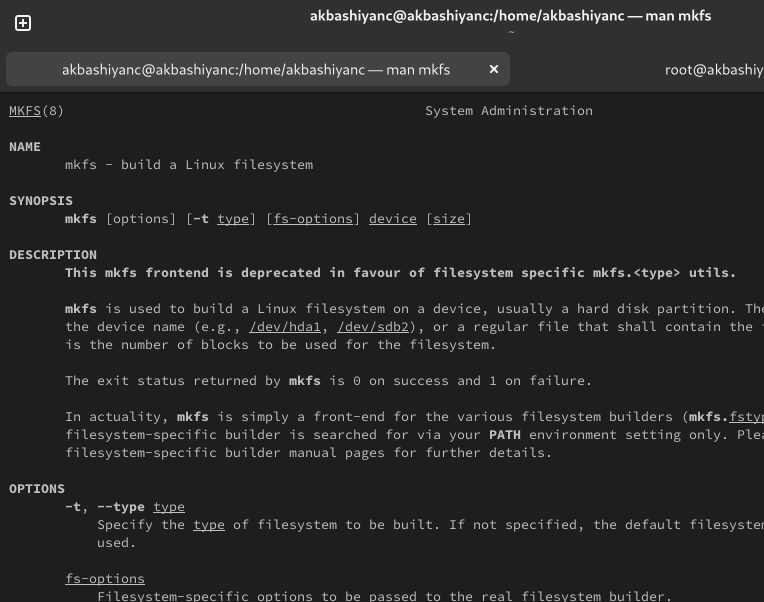 akbashiyanc@akbashiyanc:/home/akbashiyanc — man mkfs
~
akbashiyanc@akbashiyanc:/home/akbashiyanc — man mkfs × root@akbashiy
MKFS(8) System Administration
NAME
mkfs - build a Linux filesystem
SYNOPSIS
mkfs [options] [-t type] [fs-options] device [size]
DESCRIPTION
This mkfs frontend is deprecated in favour of filesystem specific mkfs.<type> utils.
mkfs is used to build a Linux filesystem on a device, usually a hard disk partition. The
the device name (e.g., /dev/hda1, /dev/sdb2), or a regular file that shall contain the
is the number of blocks to be used for the filesystem.
The exit status returned by mkfs is 0 on success and 1 on failure.
In actuality, mkfs is simply a front-end for the various filesystem builders (mkfs.fstyp
filesystem-specific builder is searched for via your PATH environment setting only. Plea
filesystem-specific builder manual pages for further details.
OPTIONS
-t, --type type
Specify the type of filesystem to be built. If not specified, the default filesystem
used.
fs-options
Filesystem-specific options to be passed to the real filesystem builder.